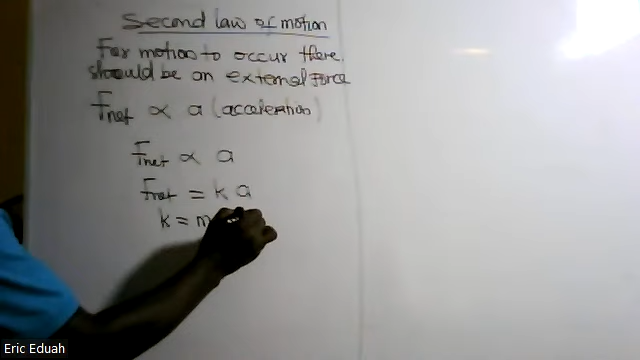 Second law of motion
For motion to occur there
should be an external force
Fnet ∝ a (acceleration)
Fnet ∝ a
Fnet = k a
k = m
Eric Eduah